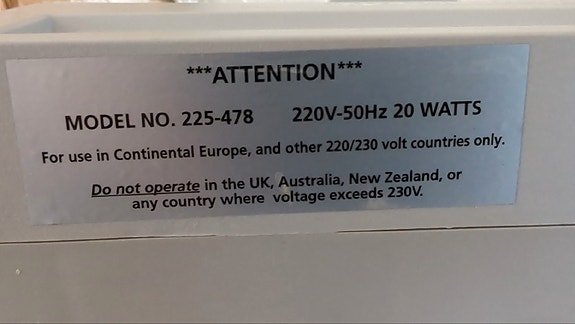 ***ATTENTION***
MODEL NO. 225-478 220V-50Hz 20 WATTS
For use in Continental Europe, and other 220/230 volt countries only.
Do not operate in the UK, Australia, New Zealand, or
any country where voltage exceeds 230V.